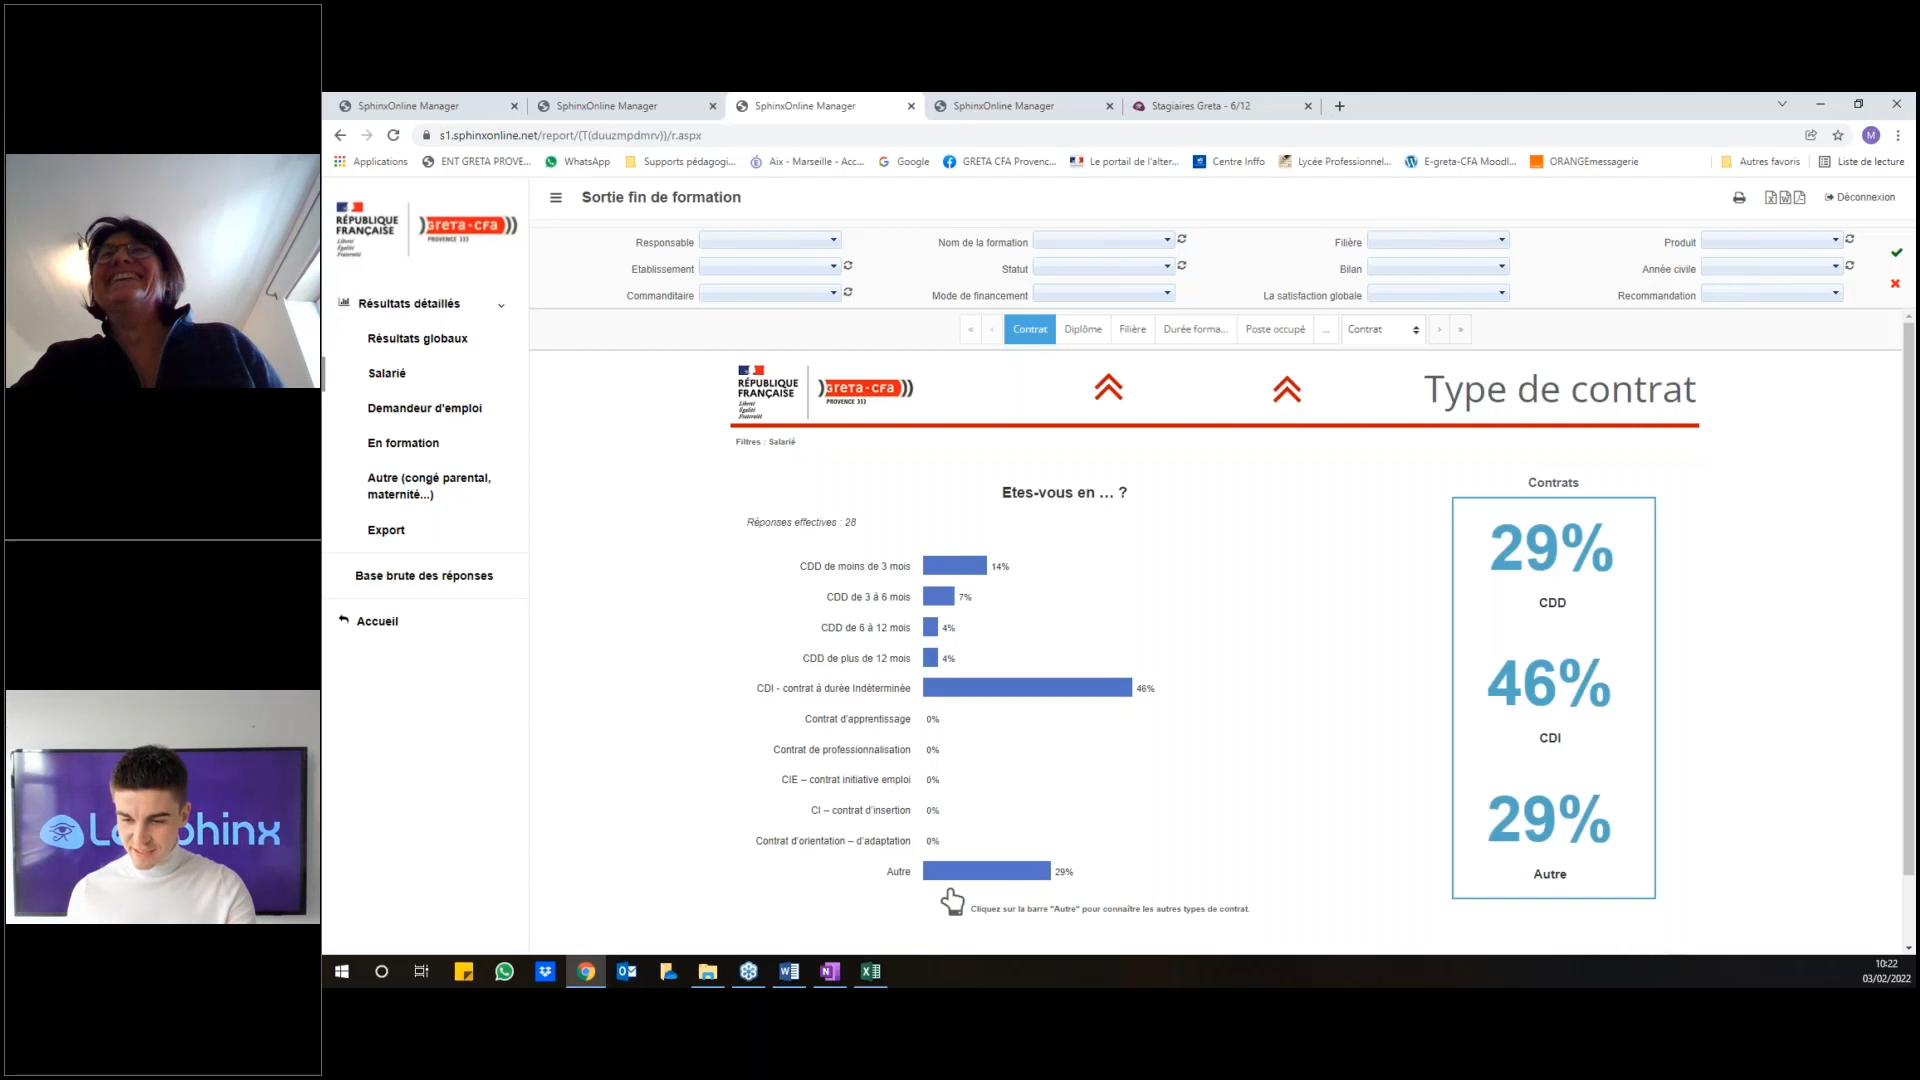 SphinxOnline Manager
SphinxOnline Manager
SphinxOnline Manager
SphinxOnline Manager
Stagiaires Greta - 6/12
s1.sphinxonline.net/report/(T(duuzmpdmrv))/r.aspx
M
Applications
ENT GRETA PROVE...
WhatsApp
Supports pédagogi...
Aix - Marseille - Acc...
Google
GRETA CFA Provenc...
Le portail de l'alter...
Centre Inffo
Lycée Professionnel...
E-greta-CFA Moodl...
ORANGEmessagerie
Autres favoris
Liste de lecture
RÉPUBLIQUE
FRANÇAISE
Liberté
Égalité
Fraternité
GRETA-CFA
PROVENCE
Sortie fin de formation
Déconnexion
Responsable
Nom de la formation
Filière
Produit
Etablissement
Statut
Bilan
Année civile
Commanditaire
Mode de financement
La satisfaction globale
Recommandation
Résultats détaillés
Résultats globaux
Salarié
Demandeur d'emploi
En formation
Autre (congé parental,
maternité...)
Export
Base brute des réponses
Accueil
« ‹ Contrat Diplôme Filière Durée forma... Poste occupé ... Contrat › »
RÉPUBLIQUE
FRANÇAISE
Liberté
Égalité
Fraternité
GRETA-CFA
PROVENCE
Type de contrat
Filtres : Salarié
Etes-vous en … ?
Réponses effectives : 28
CDD de moins de 3 mois 14%
CDD de 3 à 6 mois 7%
CDD de 6 à 12 mois 4%
CDD de plus de 12 mois 4%
CDI - contrat à durée Indéterminée 46%
Contrat d'apprentissage 0%
Contrat de professionnalisation 0%
CIE – contrat initiative emploi 0%
CI – contrat d'insertion 0%
Contrat d'orientation – d'adaptation 0%
Autre 29%
Cliquez sur la barre "Autre" pour connaître les autres types de contrat.
Contrats
29%
CDD
46%
CDI
29%
Autre
10:22
03/02/2022